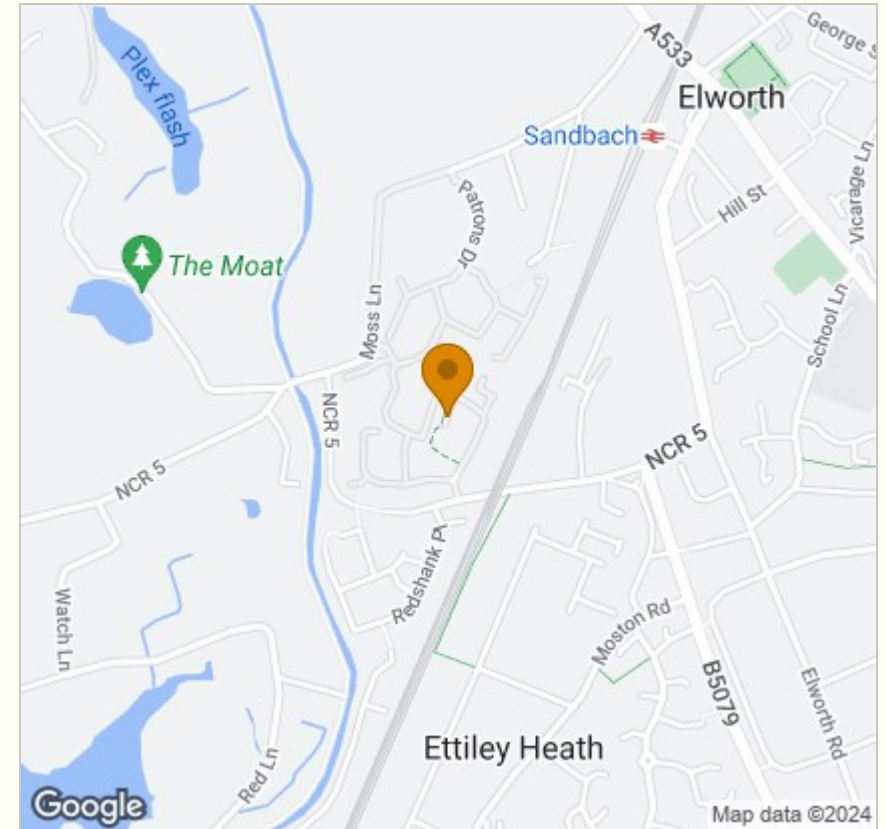 George S
A533
Elworth
Plex flash
Sandbach
Vicarage Ln
Patrons Dr
Hill St
The Moat
Moss Ln
School Ln
NCR 5
NCR 5
NCR 5
Redshank Pl
Watch Ln
Moston Rd
B5079
Elworth Rd
Ettiley Heath
Red Ln
Google
Map data ©2024